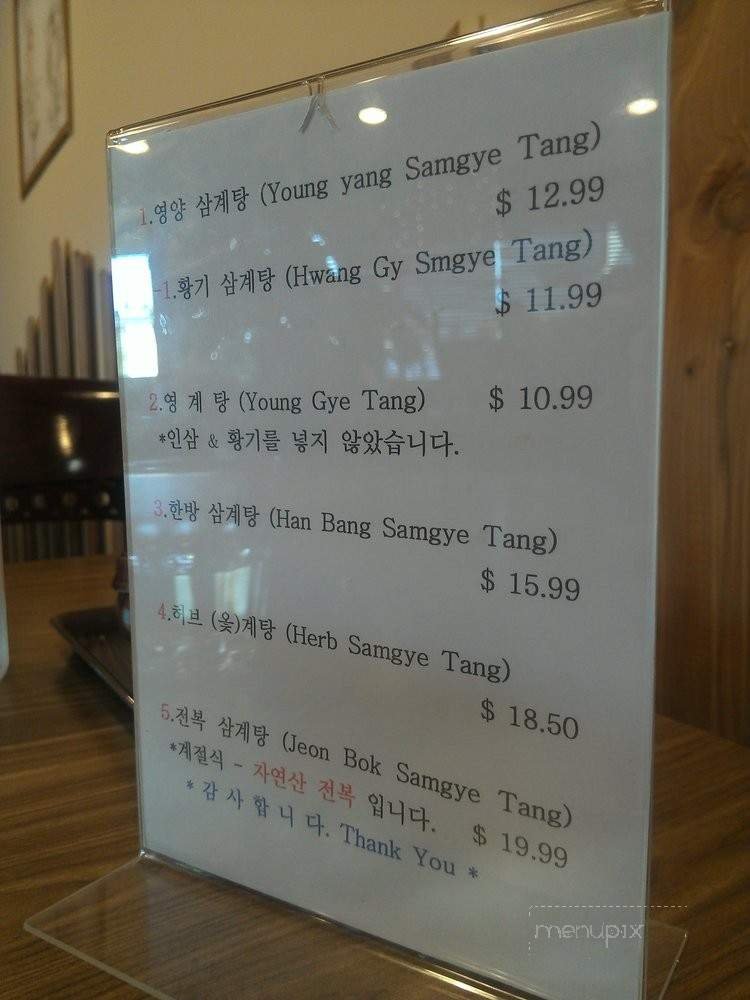 1.영양 삼계탕 (Young yang Samgye Tang)
$ 12.99
-1.황기 삼계탕 (Hwang Gy Smgye Tang)
$ 11.99
2.영 계 탕 (Young Gye Tang) $ 10.99
*인삼 & 황기를 넣지 않았습니다.
3.한방 삼계탕 (Han Bang Samgye Tang)
$ 15.99
4.허브 (옻)계탕 (Herb Samgye Tang)
$ 18.50
5.전복 삼계탕 (Jeon Bok Samgye Tang)
*계절식 - 자연산 전복 입니다. $ 19.99
* 감 사 합 니 다. Thank You *
menupix